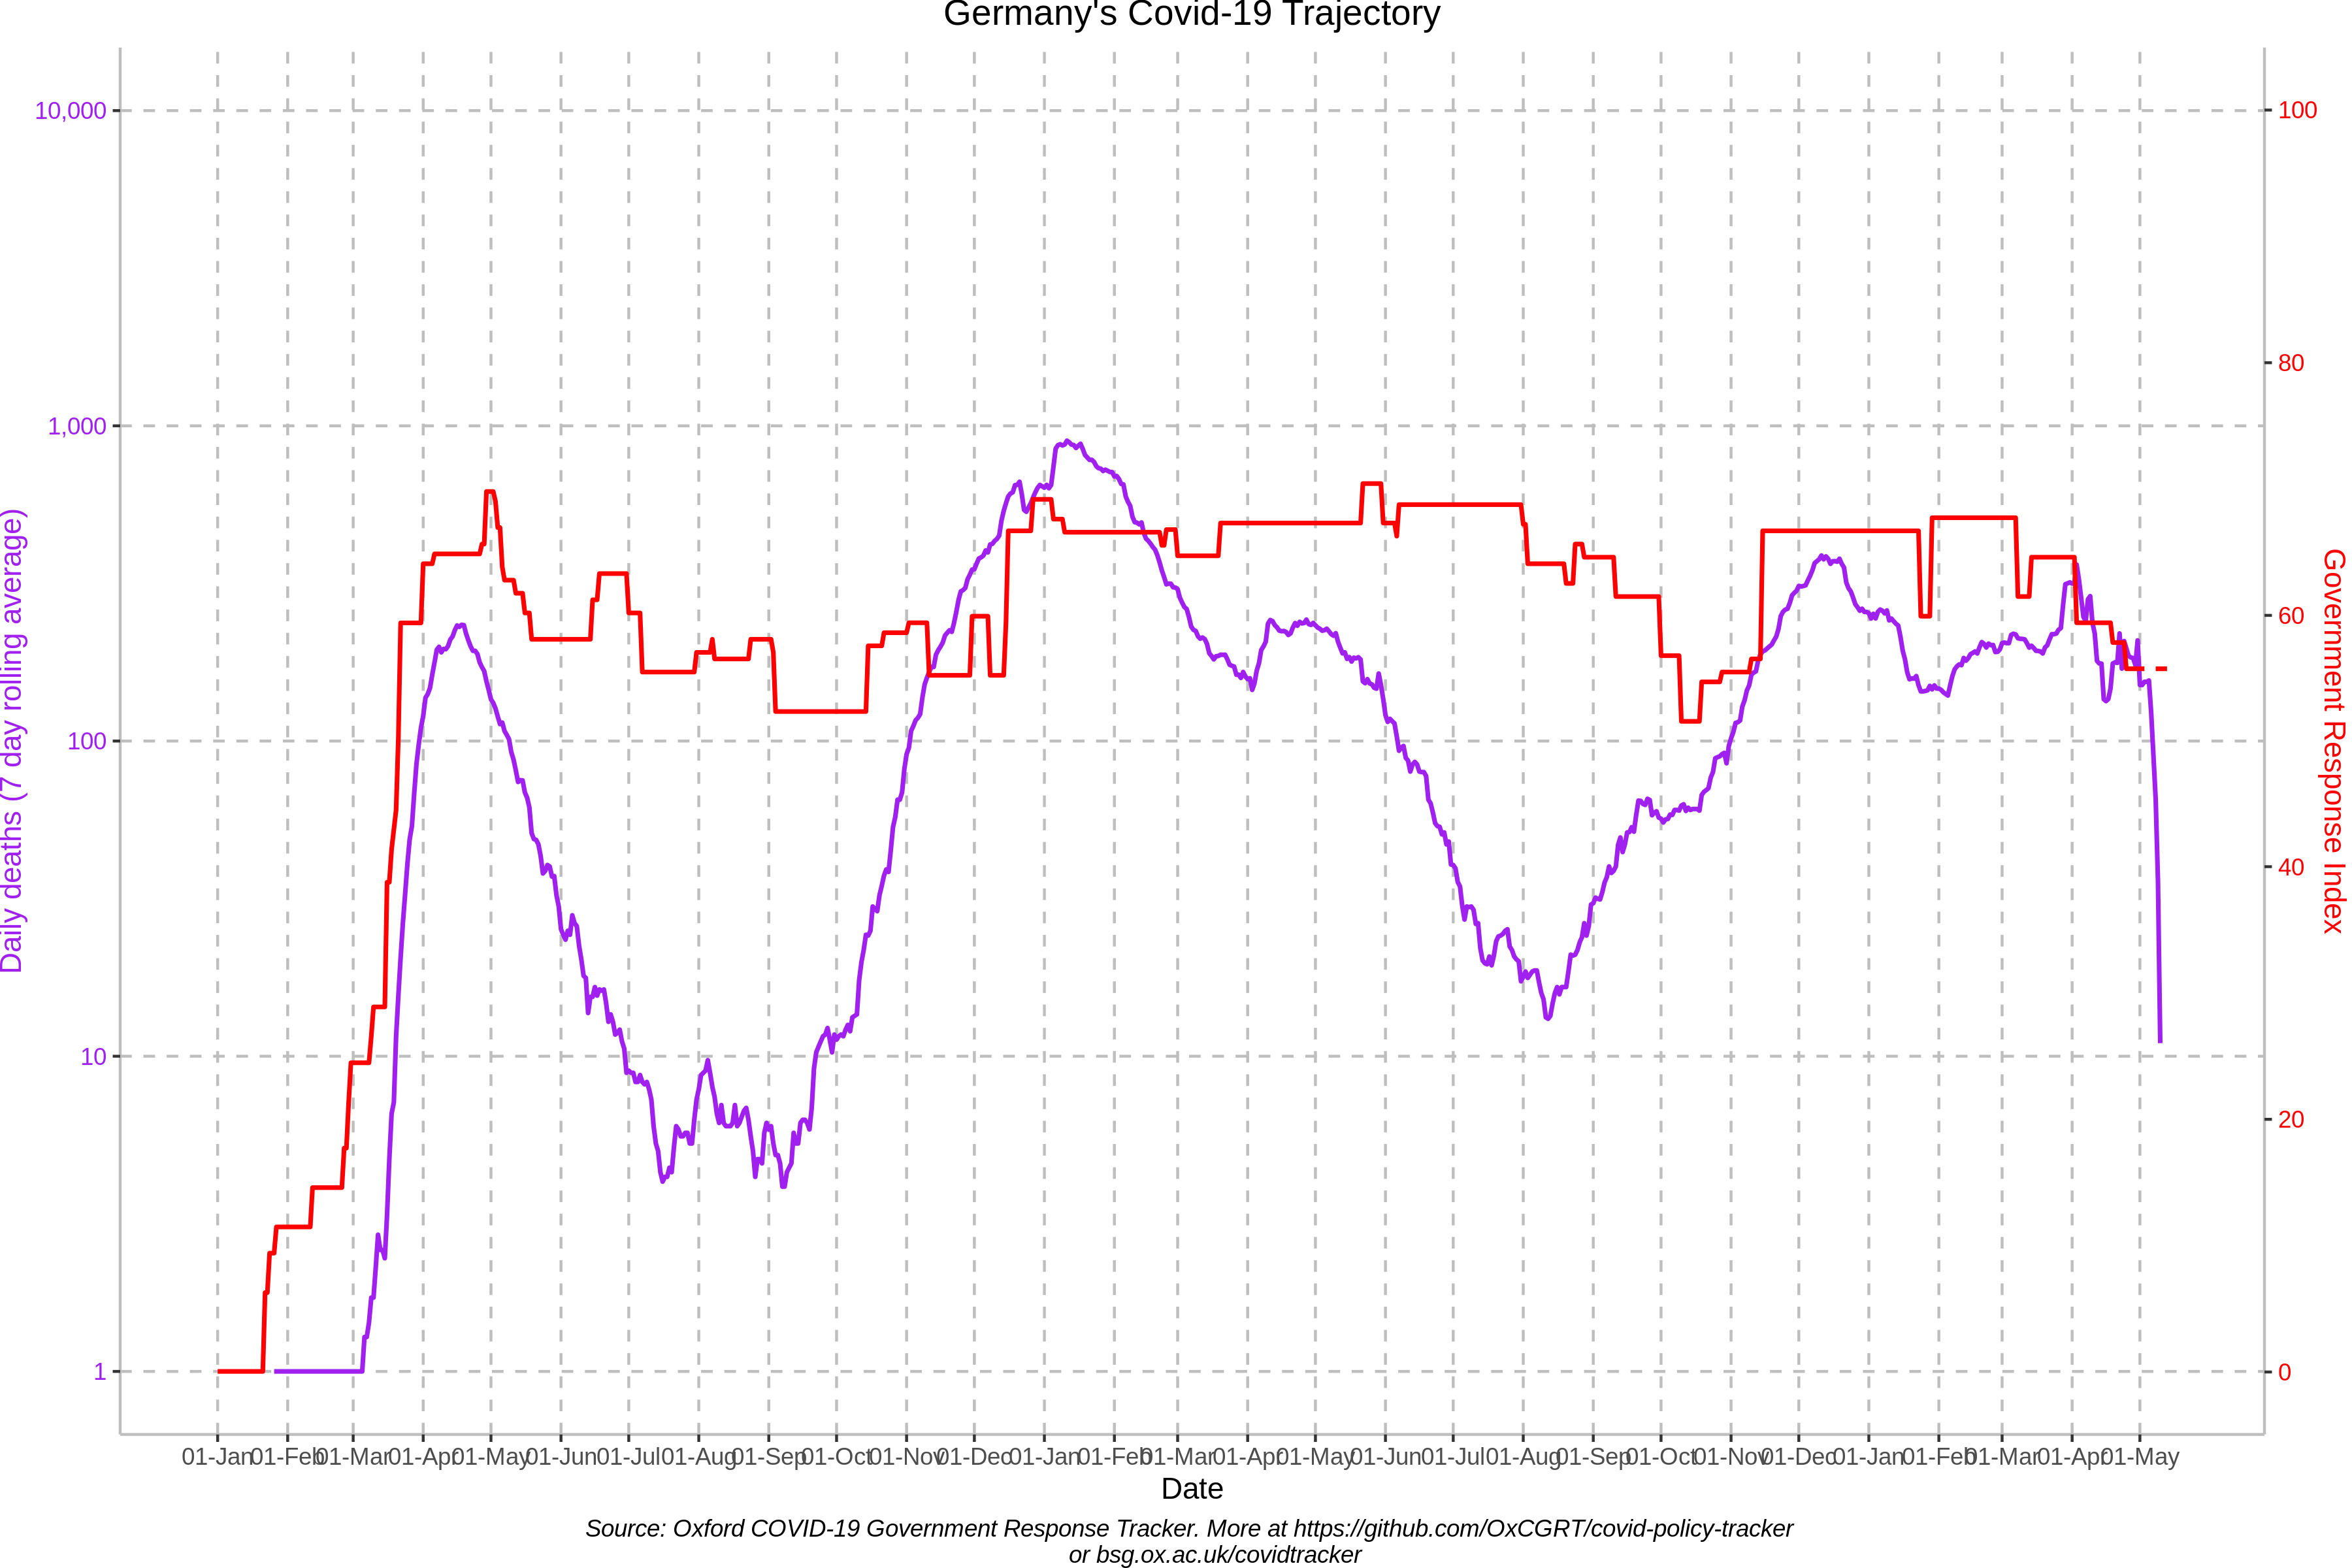 Germany's Covid-19 Trajectory
10,000
1,000
100
10
1
Daily deaths (7 day rolling average)
100
80
60
40
20
0
Government Response Index
01-Jan 01-Feb 01-Mar 01-Apr 01-May 01-Jun 01-Jul 01-Aug 01-Sep 01-Oct 01-Nov 01-Dec 01-Jan 01-Feb 01-Mar 01-Apr 01-May 01-Jun 01-Jul 01-Aug 01-Sep 01-Oct 01-Nov 01-Dec 01-Jan 01-Feb 01-Mar 01-Apr 01-May
Date
Source: Oxford COVID-19 Government Response Tracker. More at https://github.com/OxCGRT/covid-policy-tracker
or bsg.ox.ac.uk/covidtracker